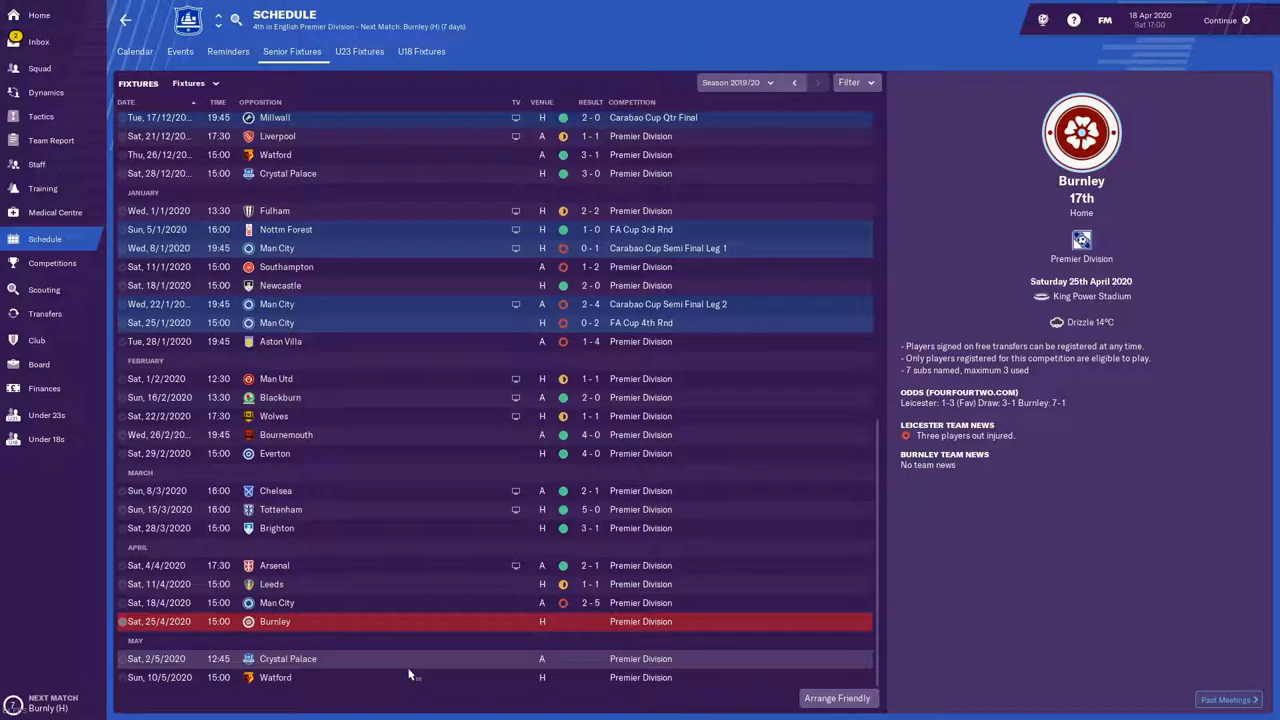 Home
2
Inbox
Squad
Dynamics
Tactics
Team Report
Staff
Training
Medical Centre
Schedule
Competitions
Scouting
Transfers
Club
Board
Finances
Under 23s
Under 18s
7
NEXT MATCH
Burnly (H)
SCHEDULE
4th in English Premier Division - Next Match: Burnley (H) (7 days)
FM
18 Apr 2020
Sat 17:00
Continue
Calendar Events Reminders Senior Fixtures U23 Fixtures U18 Fixtures
FIXTURES Fixtures Season 2019/20 Filter
DATE TIME OPPOSITION TV VENUE RESULT COMPETITION
Tue, 17/12/20... 19:45 Millwall H 2 - 0 Carabao Cup Qtr Final
Sat, 21/12/20... 17:30 Liverpool A 1 - 1 Premier Division
Thu, 26/12/20... 15:00 Watford A 3 - 1 Premier Division
Sat, 28/12/20... 15:00 Crystal Palace H 3 - 0 Premier Division
JANUARY
Wed, 1/1/2020 13:30 Fulham H 2 - 2 Premier Division
Sun, 5/1/2020 16:00 Nottm Forest H 1 - 0 FA Cup 3rd Rnd
Wed, 8/1/2020 19:45 Man City H 0 - 1 Carabao Cup Semi Final Leg 1
Sat, 11/1/2020 15:00 Southampton A 1 - 2 Premier Division
Sat, 18/1/2020 15:00 Newcastle H 2 - 0 Premier Division
Wed, 22/1/20... 19:45 Man City A 2 - 4 Carabao Cup Semi Final Leg 2
Sat, 25/1/2020 15:00 Man City H 0 - 2 FA Cup 4th Rnd
Tue, 28/1/2020 19:45 Aston Villa A 1 - 4 Premier Division
FEBRUARY
Sat, 1/2/2020 12:30 Man Utd H 1 - 1 Premier Division
Sun, 16/2/2020 13:30 Blackburn A 2 - 0 Premier Division
Sat, 22/2/2020 17:30 Wolves H 1 - 1 Premier Division
Wed, 26/2/20... 19:45 Bournemouth A 4 - 0 Premier Division
Sat, 29/2/2020 15:00 Everton H 4 - 0 Premier Division
MARCH
Sun, 8/3/2020 16:00 Chelsea A 2 - 1 Premier Division
Sun, 15/3/2020 16:00 Tottenham H 5 - 0 Premier Division
Sat, 28/3/2020 15:00 Brighton H 3 - 1 Premier Division
APRIL
Sat, 4/4/2020 17:30 Arsenal A 2 - 1 Premier Division
Sat, 11/4/2020 15:00 Leeds H 1 - 1 Premier Division
Sat, 18/4/2020 15:00 Man City A 2 - 5 Premier Division
Sat, 25/4/2020 15:00 Burnley H Premier Division
MAY
Sat, 2/5/2020 12:45 Crystal Palace A Premier Division
Sun, 10/5/2020 15:00 Watford H Premier Division
Arrange Friendly
Burnley
17th
Home
Premier Division
Saturday 25th April 2020
King Power Stadium
Drizzle 14°C
- Players signed on free transfers can be registered at any time.
- Only players registered for this competition are eligible to play.
- 7 subs named, maximum 3 used
ODDS (FOURFOURTWO.COM)
Leicester: 1-3 (Fav) Draw: 3-1 Burnley: 7-1
LEICESTER TEAM NEWS
Three players out injured.
BURNLEY TEAM NEWS
No team news
Past Meetings